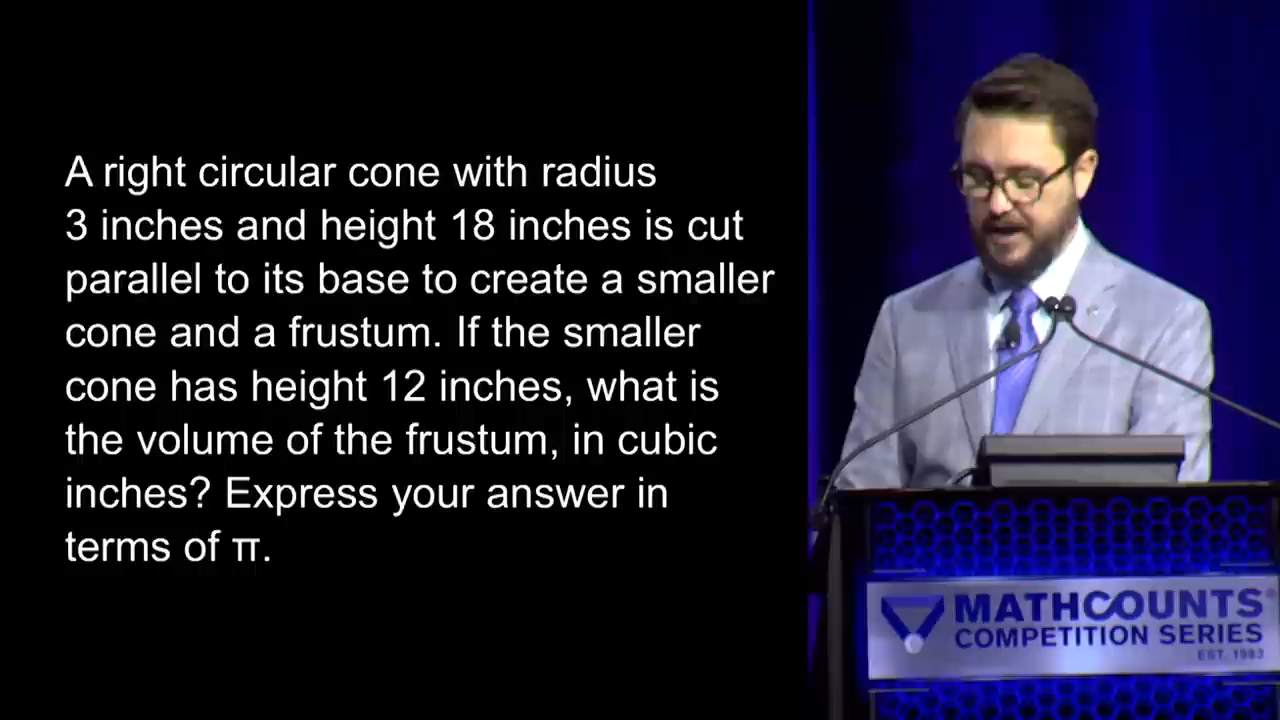 A right circular cone with radius
3 inches and height 18 inches is cut
parallel to its base to create a smaller
cone and a frustum. If the smaller
cone has height 12 inches, what is
the volume of the frustum, in cubic
inches? Express your answer in
terms of π.
MATHCOUNTS®
COMPETITION SERIES
EST. 1983